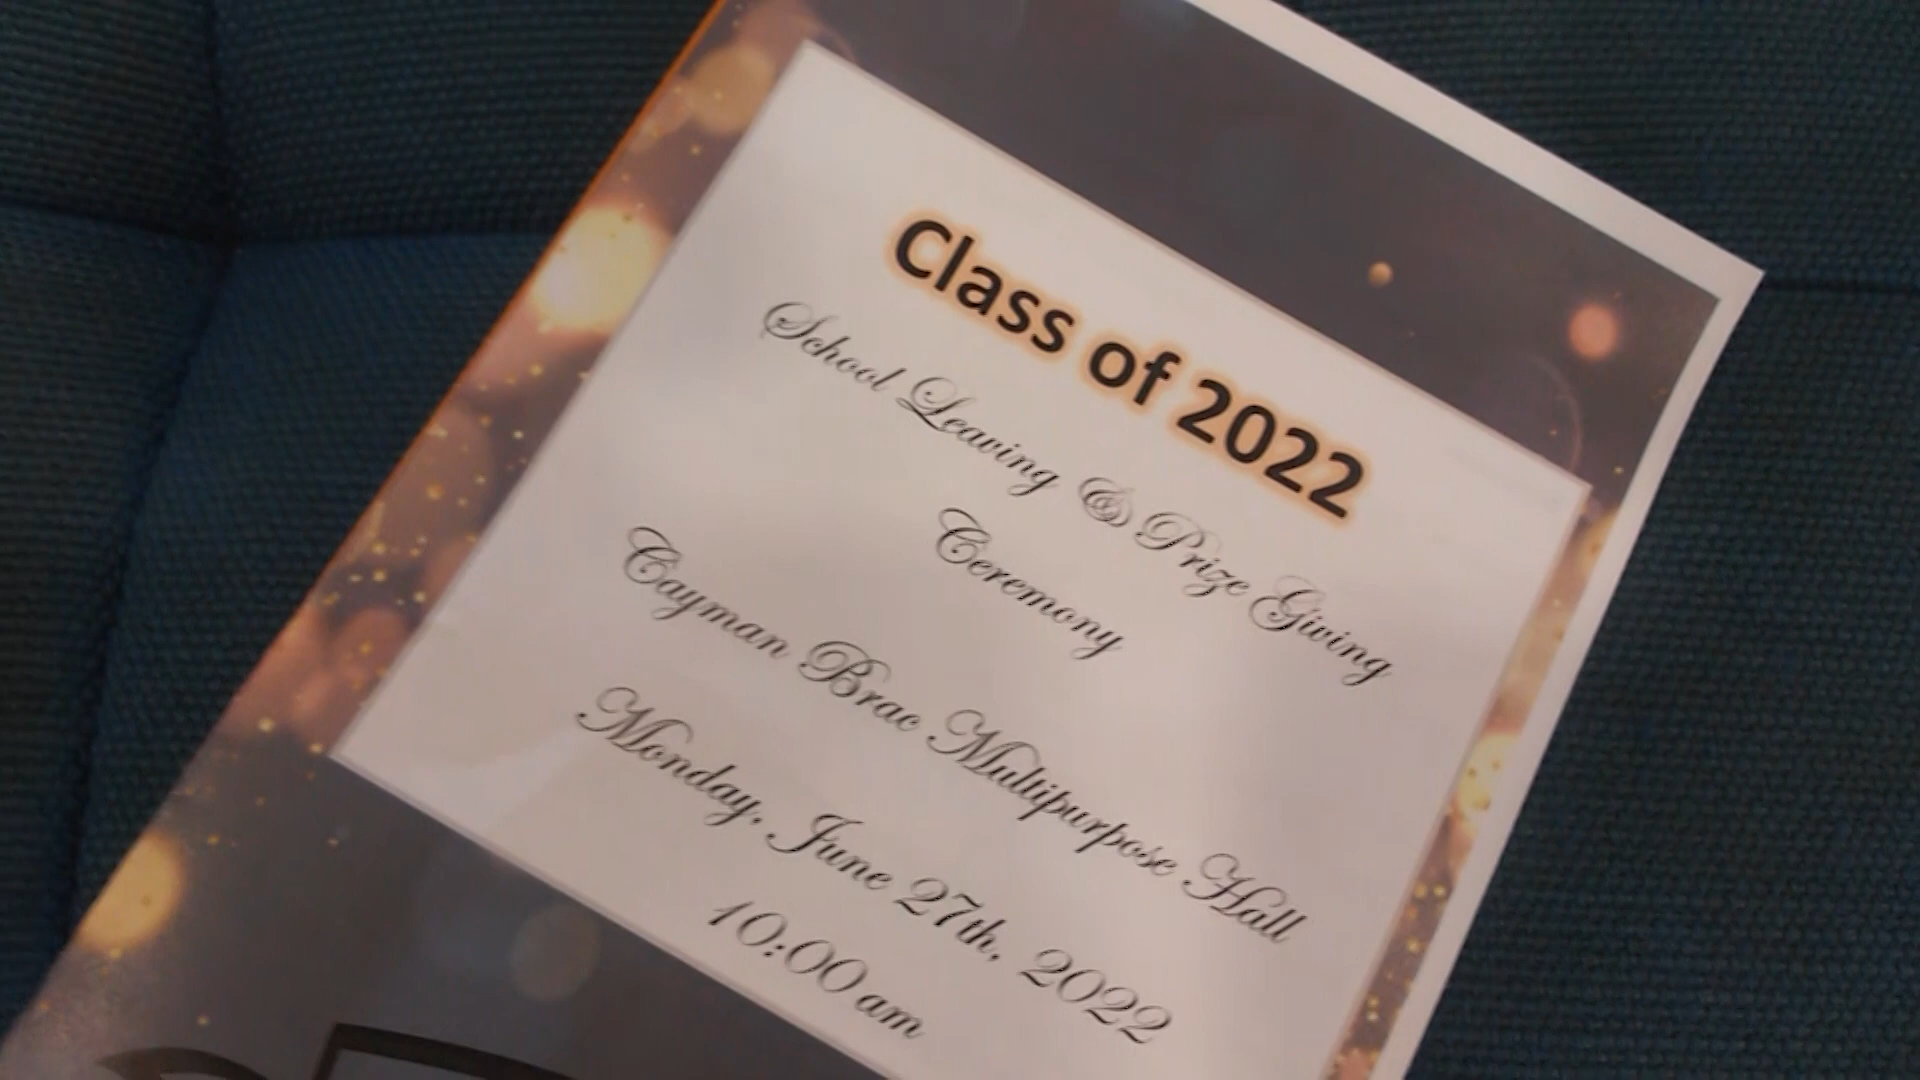 Class of 2022
School Leaving & Prize Giving
Ceremony
Cayman Brac Multipurpose Hall
Monday, June 27th, 2022
10:00 am